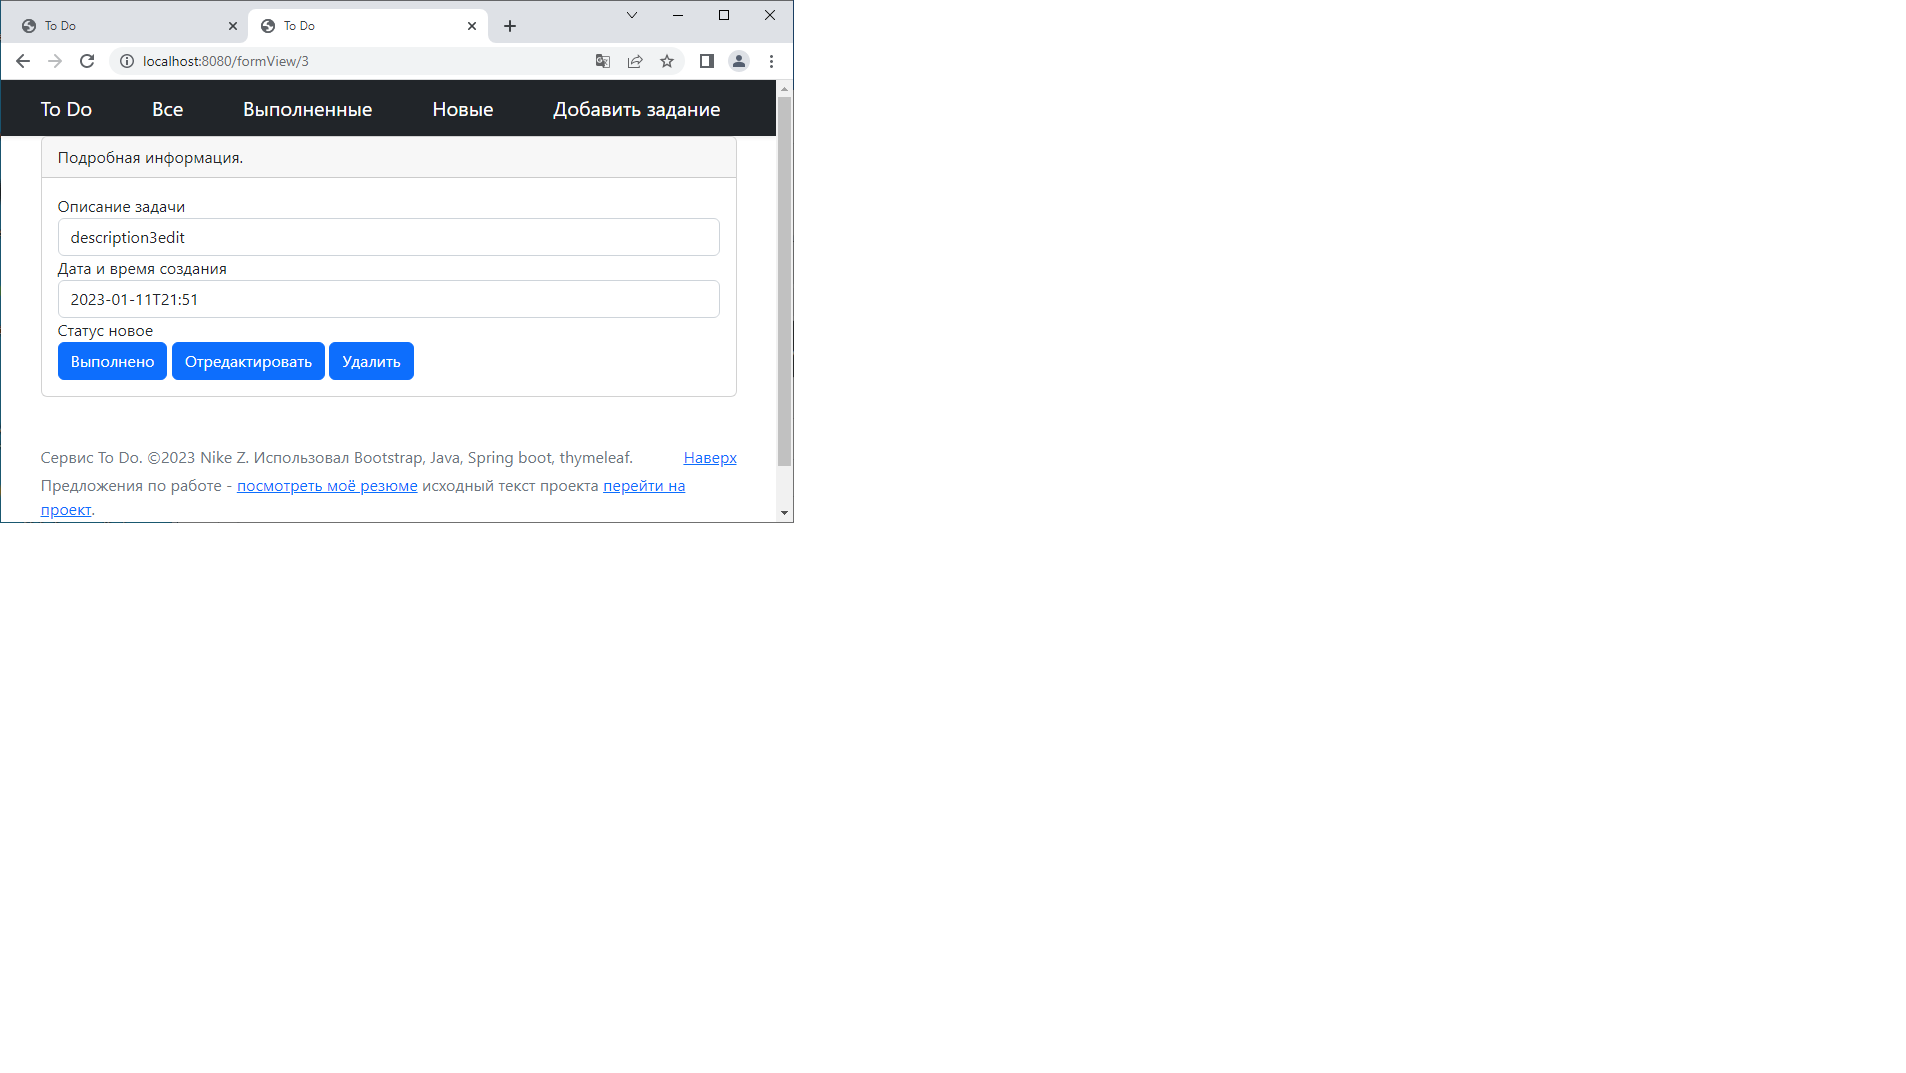 To Do
To Do
localhost:8080/formView/3
To Do Все Выполненные Новые Добавить задание
Подробная информация.
Описание задачи
description3edit
Дата и время создания
2023-01-11T21:51
Статус новое
Выполнено Отредактировать Удалить
Сервис To Do. ©2023 Nike Z. Использовал Bootstrap, Java, Spring boot, thymeleaf. Наверх
Предложения по работе - посмотреть моё резюме исходный текст проекта перейти на
проект.